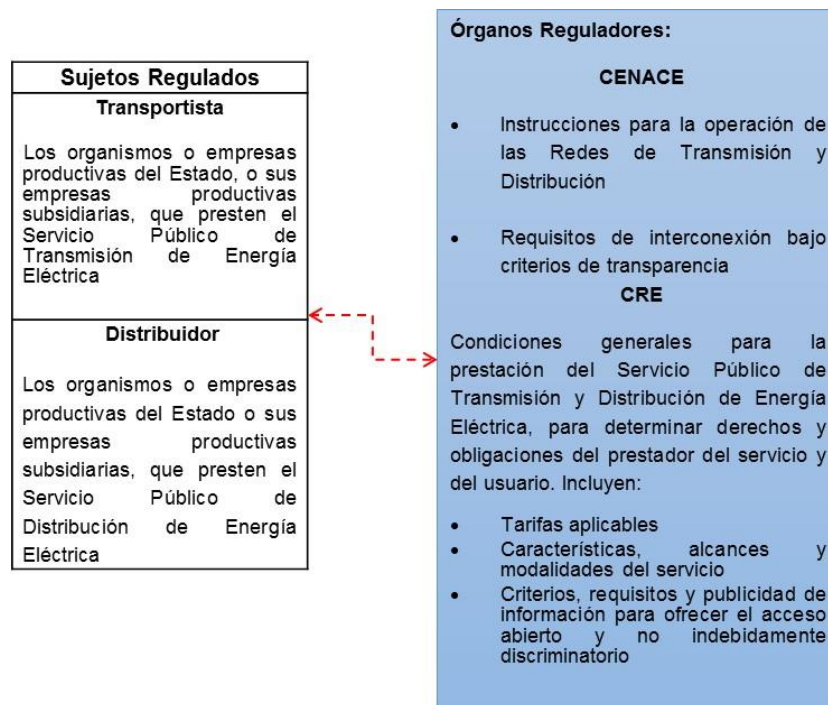 Sujetos Regulados
Transportista
Los organismos o empresas
productivas del Estado, o sus
empresas productivas
subsidiarias, que presten el
Servicio Público de
Transmisión de Energía
Eléctrica
Distribuidor
Los organismos o empresas
productivas del Estado o sus
empresas productivas
subsidiarias, que presten el
Servicio Público de
Distribución de Energía
Eléctrica
Órganos Reguladores:
CENACE
• Instrucciones para la operación de
las Redes de Transmisión y
Distribución
• Requisitos de interconexión bajo
criterios de transparencia
CRE
Condiciones generales para la
prestación del Servicio Público de
Transmisión y Distribución de Energía
Eléctrica, para determinar derechos y
obligaciones del prestador del servicio y
del usuario. Incluyen:
• Tarifas aplicables
• Características, alcances y
modalidades del servicio
• Criterios, requisitos y publicidad de
información para ofrecer el acceso
abierto y no indebidamente
discriminatorio